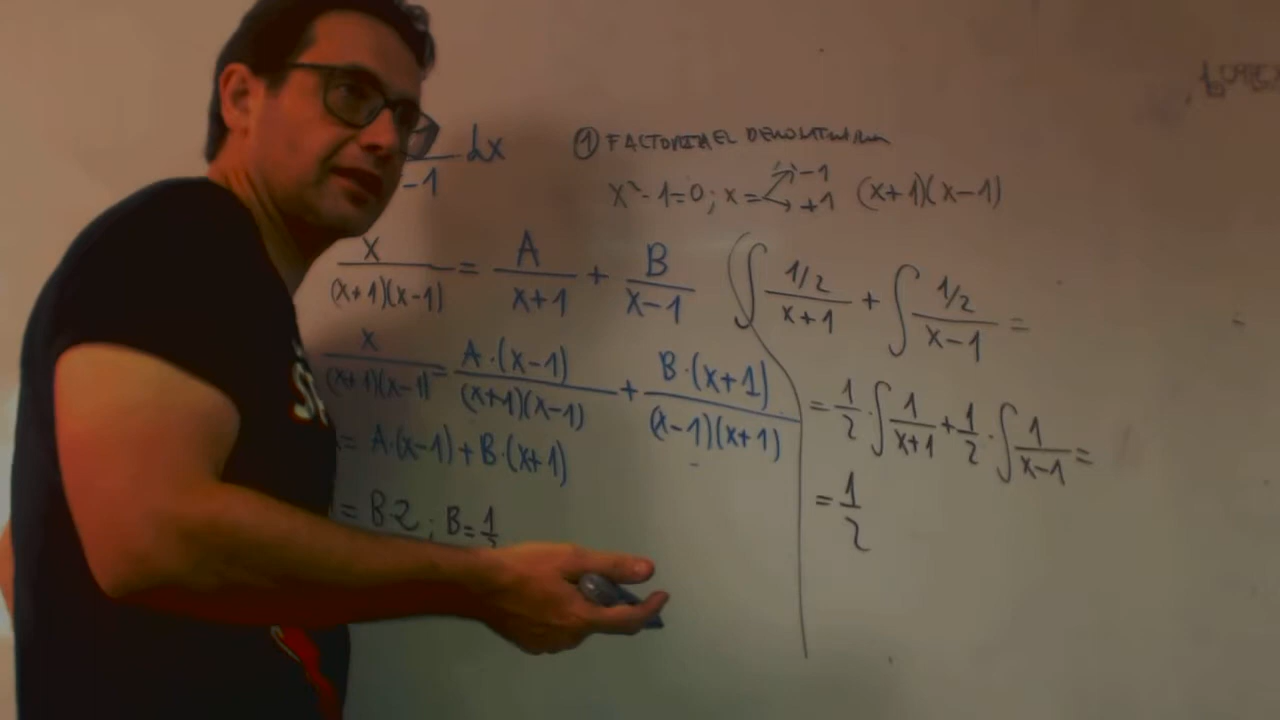 dx
-1
① FACTORIZA EL DENOMINADOR
x²-1=0; x= -1 +1 (x+1)(x-1)
x/((x+1)(x-1)) = A/(x+1) + B/(x-1)
x/((x+1)(x-1)) = A·(x-1)/((x+1)(x-1)) + B·(x+1)/((x-1)(x+1))
= A·(x-1)+B·(x+1)
= B·2; B=1/2
∫ (1/2)/(x+1) + ∫ (1/2)/(x-1) =
= 1/2·∫ 1/(x+1) + 1/2·∫ 1/(x-1) =
= 1/2